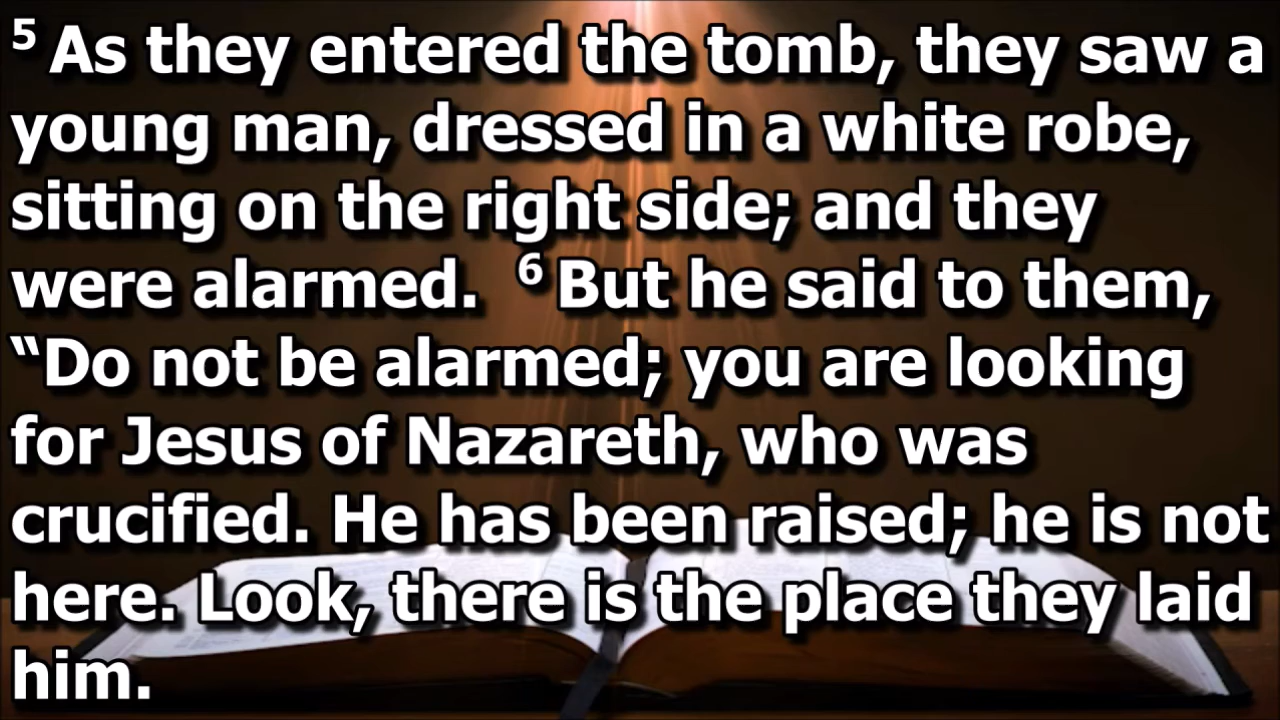 5 As they entered the tomb, they saw a
young man, dressed in a white robe,
sitting on the right side; and they
were alarmed. 6 But he said to them,
“Do not be alarmed; you are looking
for Jesus of Nazareth, who was
crucified. He has been raised; he is not
here. Look, there is the place they laid
him.